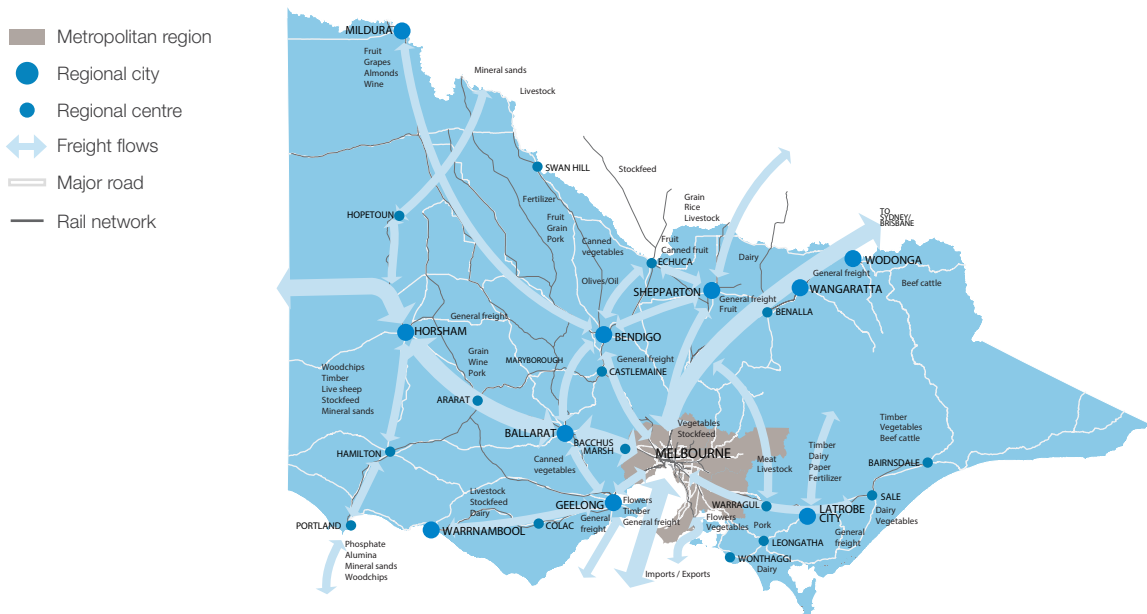 Metropolitan region
Regional city
Regional centre
Freight flows
Major road
Rail network
MILDURA
Fruit
Grapes
Almonds
Wine
Mineral sands
Livestock
SWAN HILL
Stockfeed
Fertilizer
Grain
Rice
Livestock
HOPETOUN
Fruit
Grain
Pork
TO
SYDNEY/
BRISBANE
Canned
vegetables
Fruit
Canned fruit
ECHUCA
Dairy
WODONGA
General freight
Beef cattle
Olives/Oil
SHEPPARTON
WANGARATTA
General freight
Fruit
BENALLA
General freight
HORSHAM
BENDIGO
Grain
Wine
Pork
MARYBOROUGH
General freight
CASTLEMAINE
Woodchips
Timber
Live sheep
Stockfeed
Mineral sands
ARARAT
BALLARAT
BACCHUS
MARSH
Vegetables
Stockfeed
MELBOURNE
Timber
Vegetables
Beef cattle
HAMILTON
Canned
vegetables
Meat
Livestock
Timber
Dairy
Paper
Fertilizer
BAIRNSDALE
Livestock
Stockfeed
Dairy
GEELONG
Flowers
Timber
General freight
WARRAGUL
LATROBE
CITY
SALE
Dairy
Vegetables
PORTLAND
WARRNAMBOOL
COLAC
General
freight
Flowers
Vegetables
Pork
General
freight
LEONGATHA
Phosphate
Alumina
Mineral sands
Woodchips
WONTHAGGI
Dairy
Imports / Exports